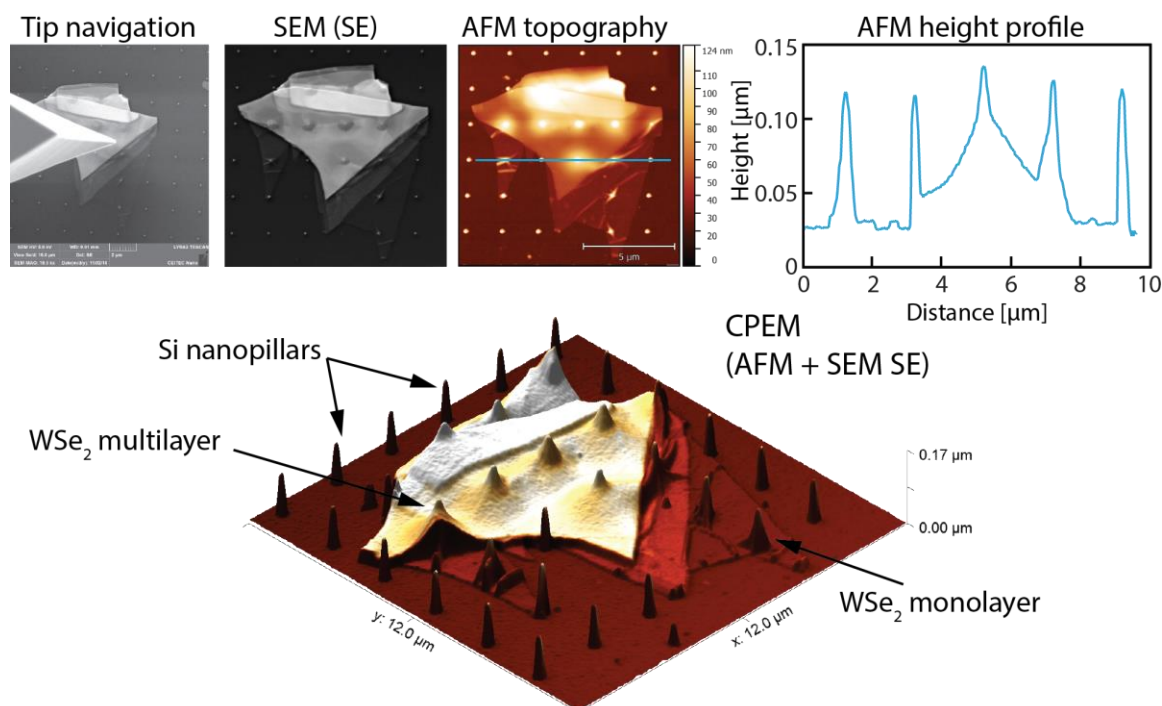 Tip navigation
SEM (SE)
AFM topography
AFM height profile
124 nm
110
100
90
80
70
60
50
40
30
20
10
0
5 µm
0.15
0.10
0.05
0
Height [µm]
0 2 4 6 8 10
Distance [µm]
CPEM
(AFM + SEM SE)
Si nanopillars
WSe₂ multilayer
0.17 µm
0.00 µm
WSe₂ monolayer
y: 12.0 µm
x: 12.0 µm